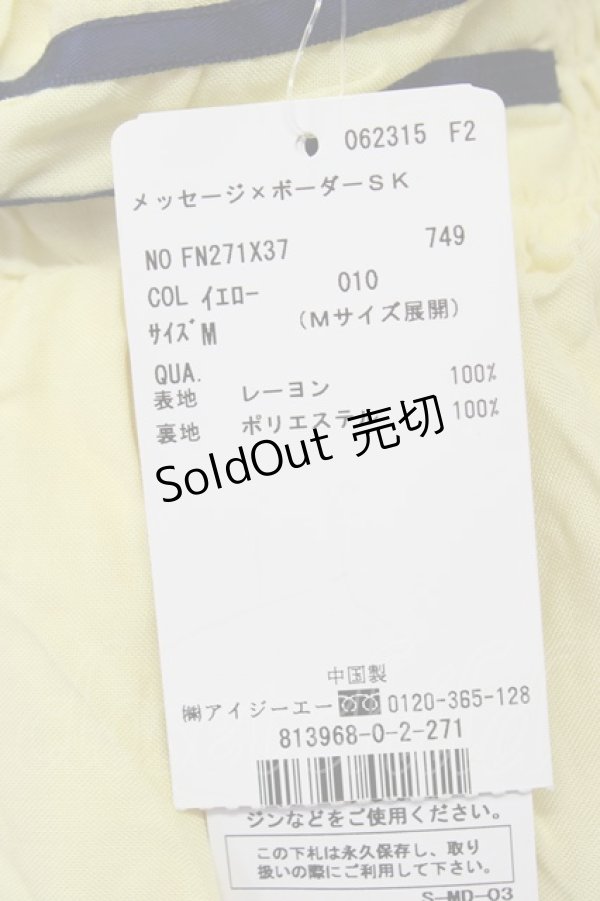 062315 F2
メッセージ×ボーダーSK
NO FN271X37 749
COL イエロー 010
サイズ M (Mサイズ展開)
QUA.
表地 レーヨン 100%
裏地 ポリエステル 100%
SoldOut 売切
中国製
㈱アイジーエー 0120-365-128
813968-0-2-271
ジンなどをご使用ください。
この下札は永久保存し、取り
扱いの際にご利用して下さい。
S-MD-03